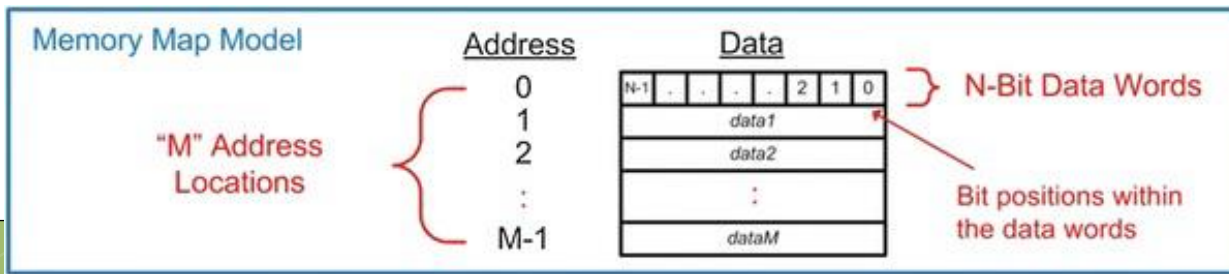 Memory Map Model
Address
Data
0
N-1 . . . . 2 1 0
N-Bit Data Words
1
data1
"M" Address
Locations
2
data2
:
:
Bit positions within
the data words
M-1
dataM